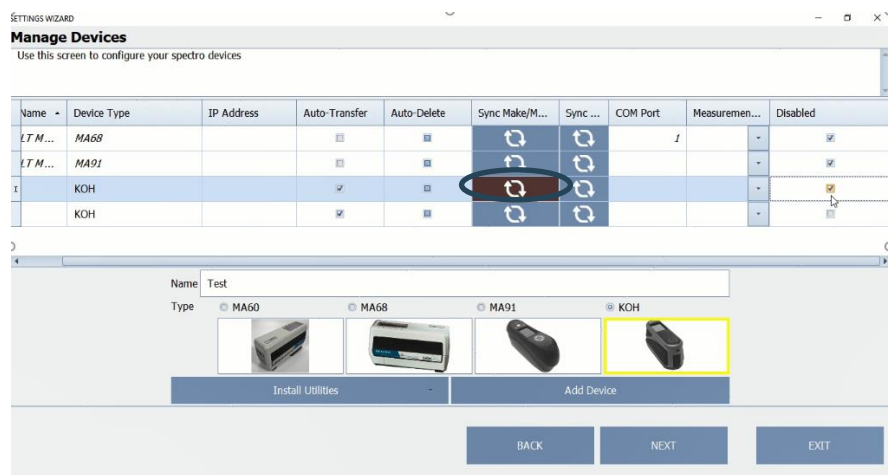 SETTINGS WIZARD
Manage Devices
Use this screen to configure your spectro devices
Name Device Type IP Address Auto-Transfer Auto-Delete Sync Make/M... Sync ... COM Port Measuremen... Disabled
LT M... MA68 1
LT M... MA91
KOH
KOH
Name Test
Type MA60 MA68 MA91 KOH
Install Utilities Add Device
BACK NEXT EXIT